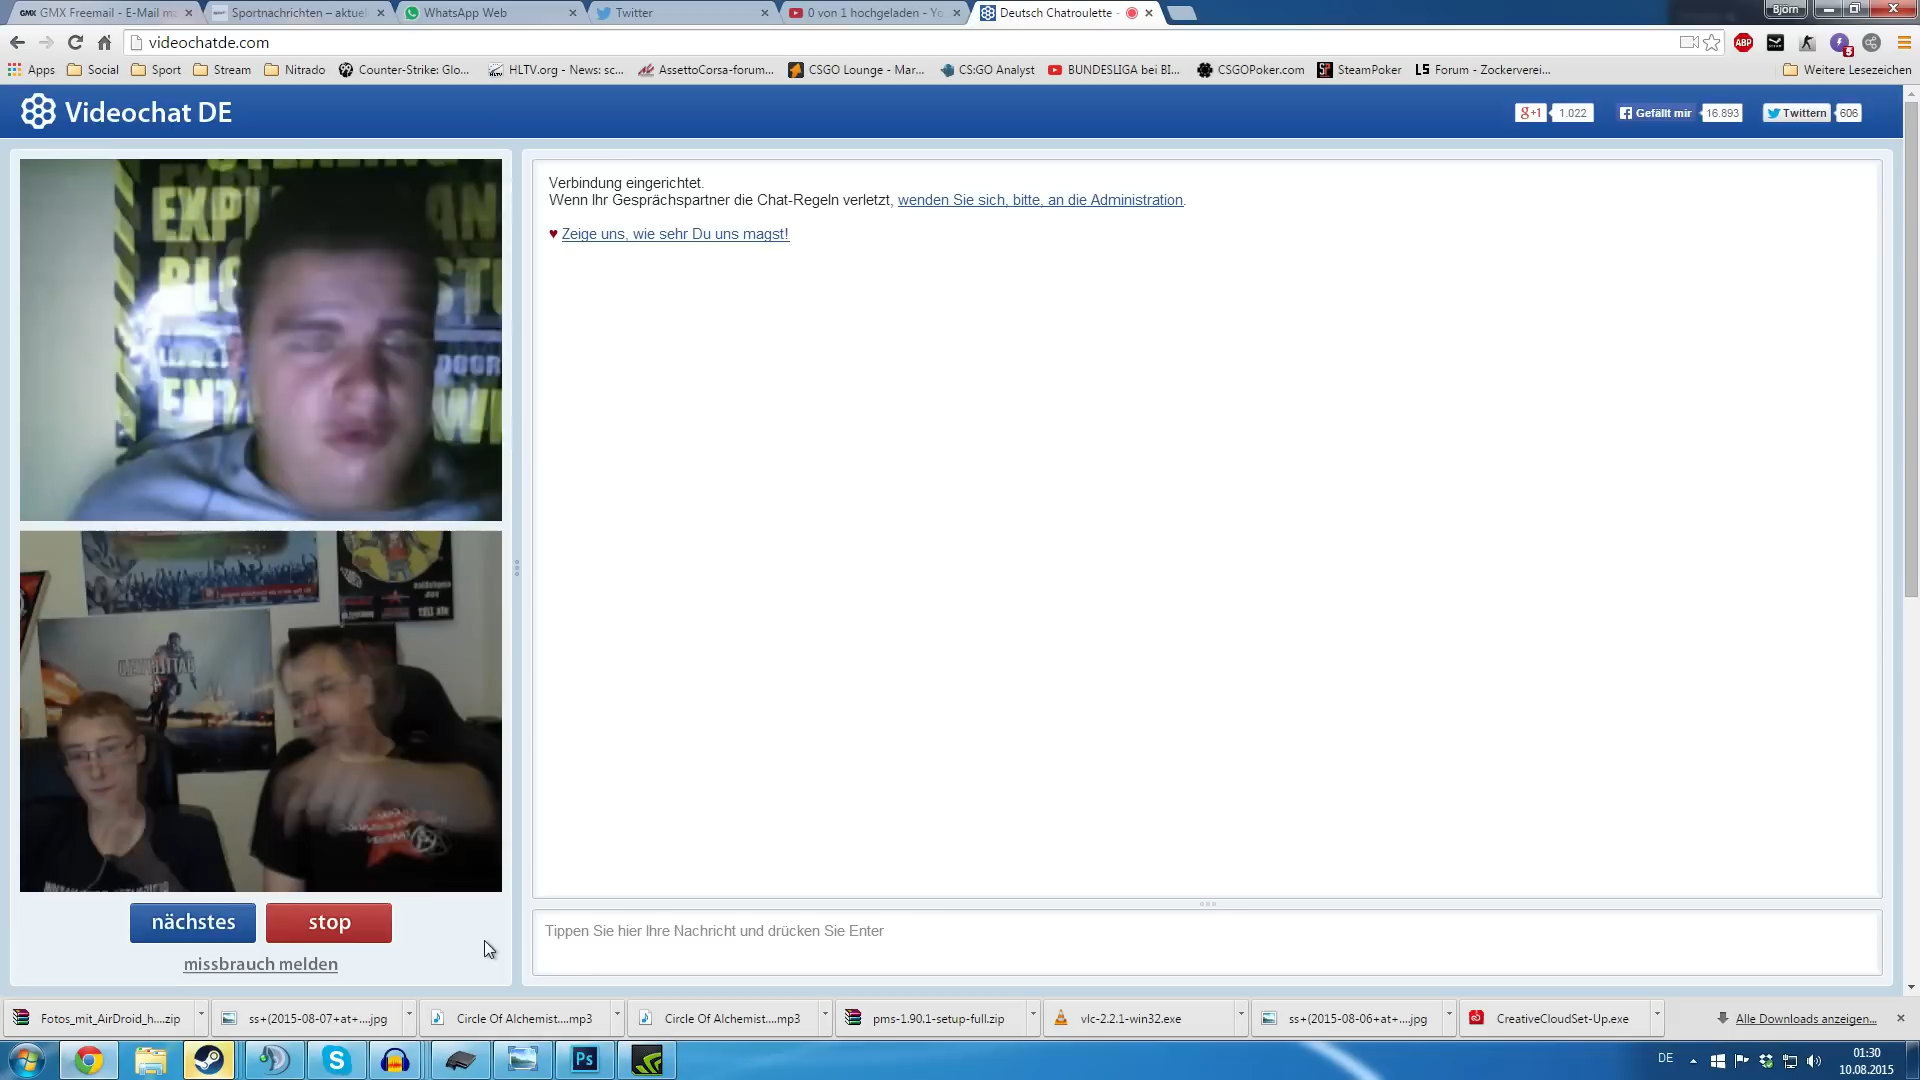 GMX Freemail - E-Mail ma
Sportnachrichten – aktuel
WhatsApp Web
Twitter
0 von 1 hochgeladen - Yo
Deutsch Chatroulette -
Björn
videochatde.com
ABP
5
Apps
Social
Sport
Stream
Nitrado
Counter-Strike: Glo...
HLTV.org - News: sc...
AssettoCorsa-forum...
CSGO Lounge - Mar...
CS:GO Analyst
BUNDESLIGA bei BI...
CSGOPoker.com
SteamPoker
LS Forum - Zockerverei...
Weitere Lesezeichen
Videochat DE
g+1 1.022
Gefällt mir 16.893
Twittern 606
Verbindung eingerichtet.
Wenn Ihr Gesprächspartner die Chat-Regeln verletzt, wenden Sie sich, bitte, an die Administration.
♥ Zeige uns, wie sehr Du uns magst!
nächstes
stop
missbrauch melden
Tippen Sie hier Ihre Nachricht und drücken Sie Enter
Fotos_mit_AirDroid_h....zip
ss+(2015-08-07+at+....jpg
Circle Of Alchemist....mp3
Circle Of Alchemist....mp3
pms-1.90.1-setup-full.zip
vlc-2.2.1-win32.exe
ss+(2015-08-06+at+....jpg
CreativeCloudSet-Up.exe
Alle Downloads anzeigen...
Ps
DE
01:30
10.08.2015